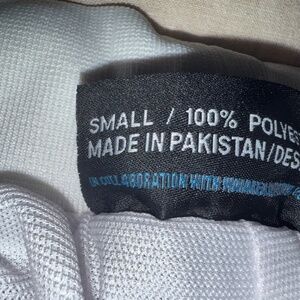 SMALL / 100% POLYES
MADE IN PAKISTAN/DES
IN COLLABORATION WITH